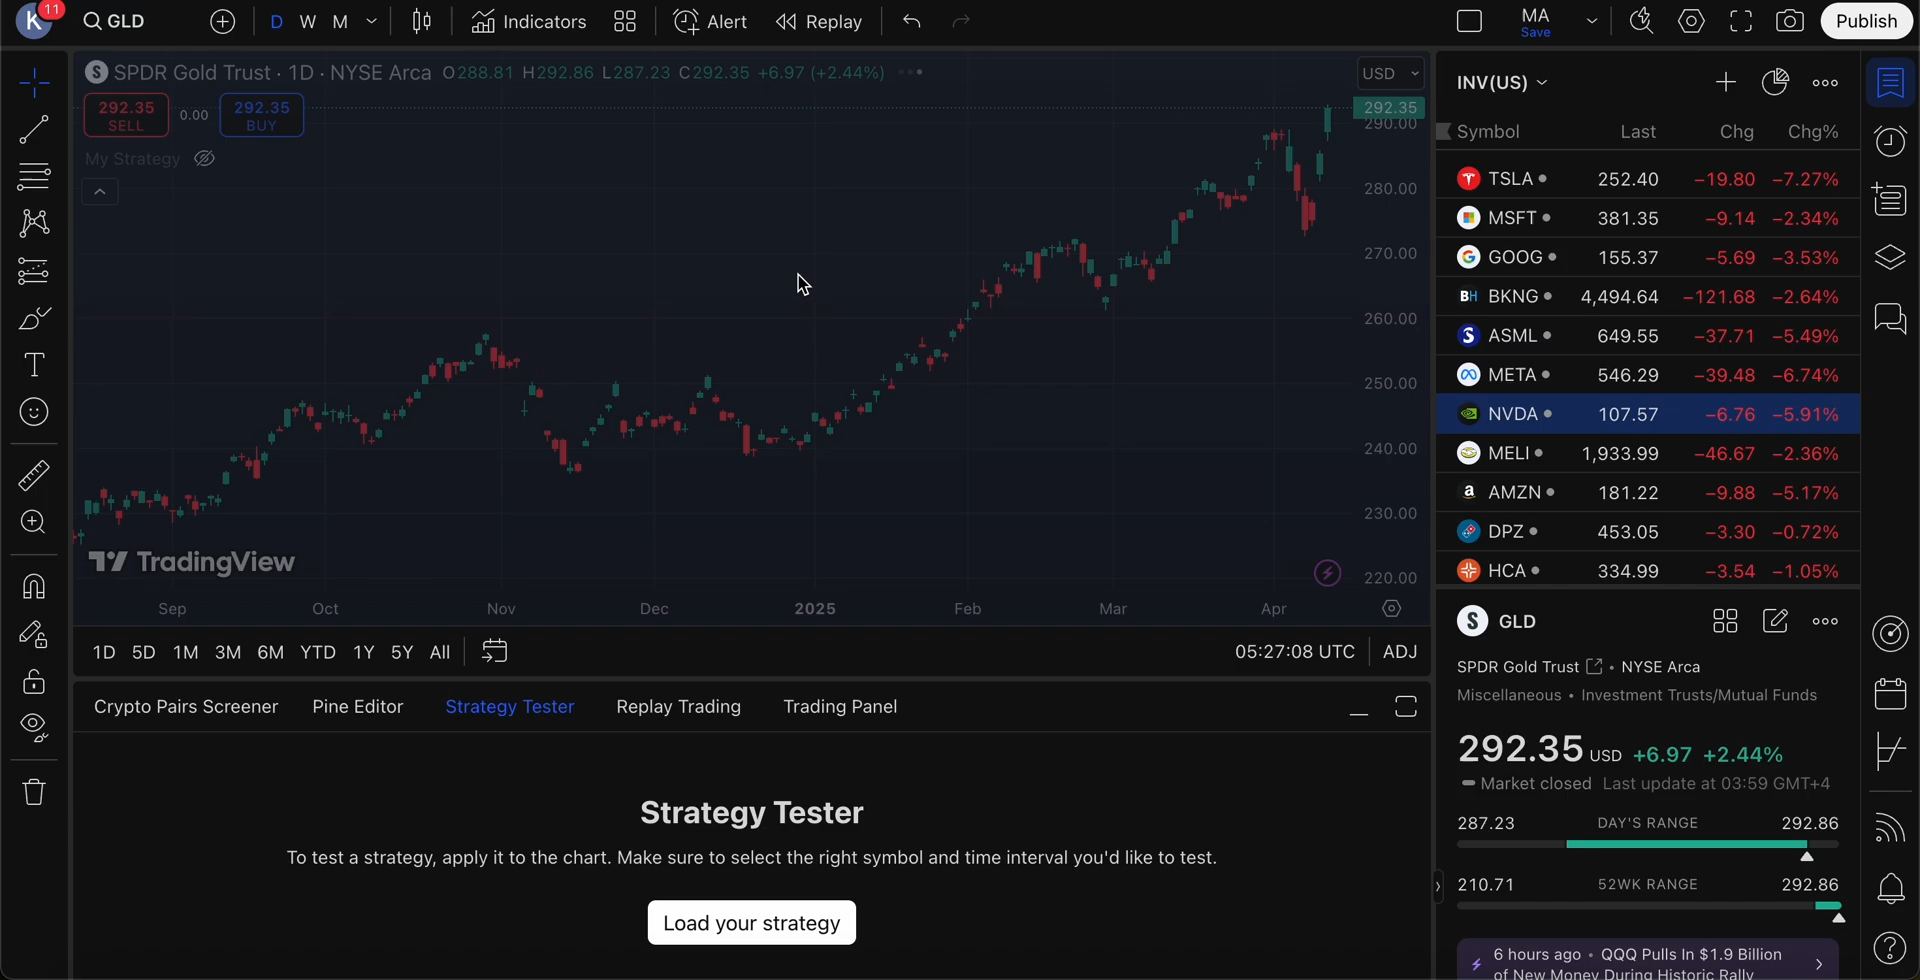 K 11 GLD D W M Indicators Alert Replay MA Save Publish
SPDR Gold Trust · 1D · NYSE Arca O288.81 H292.86 L287.23 C292.35 +6.97 (+2.44%)
USD
292.35 SELL 0.00 292.35 BUY
My Strategy
292.35
290.00
280.00
270.00
260.00
250.00
240.00
230.00
220.00
TradingView
Sep Oct Nov Dec 2025 Feb Mar Apr
1D 5D 1M 3M 6M YTD 1Y 5Y All 05:27:08 UTC ADJ
Crypto Pairs Screener Pine Editor Strategy Tester Replay Trading Trading Panel
Strategy Tester
To test a strategy, apply it to the chart. Make sure to select the right symbol and time interval you'd like to test.
Load your strategy
INV(US)
Symbol Last Chg Chg%
TSLA 252.40 −19.80 −7.27%
MSFT 381.35 −9.14 −2.34%
GOOG 155.37 −5.69 −3.53%
BH BKNG 4,494.64 −121.68 −2.64%
ASML 649.55 −37.71 −5.49%
META 546.29 −39.48 −6.74%
NVDA 107.57 −6.76 −5.91%
MELI 1,933.99 −46.67 −2.36%
AMZN 181.22 −9.88 −5.17%
DPZ 453.05 −3.30 −0.72%
HCA 334.99 −3.54 −1.05%
S GLD
SPDR Gold Trust • NYSE Arca
Miscellaneous • Investment Trusts/Mutual Funds
292.35 USD +6.97 +2.44%
Market closed Last update at 03:59 GMT+4
287.23 DAY'S RANGE 292.86
210.71 52WK RANGE 292.86
6 hours ago • QQQ Pulls In $1.9 Billion
of New Money During Historic Rally